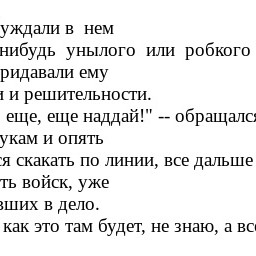 уждали в нем
нибудь унылого или робкого
ридавали ему
и и решительности.
еще, еще наддай!" -- обращалс
укам и опять
я скакать по линии, все дальше
ть войск, уже
вших в дело.
как это там будет, не знаю, а вс